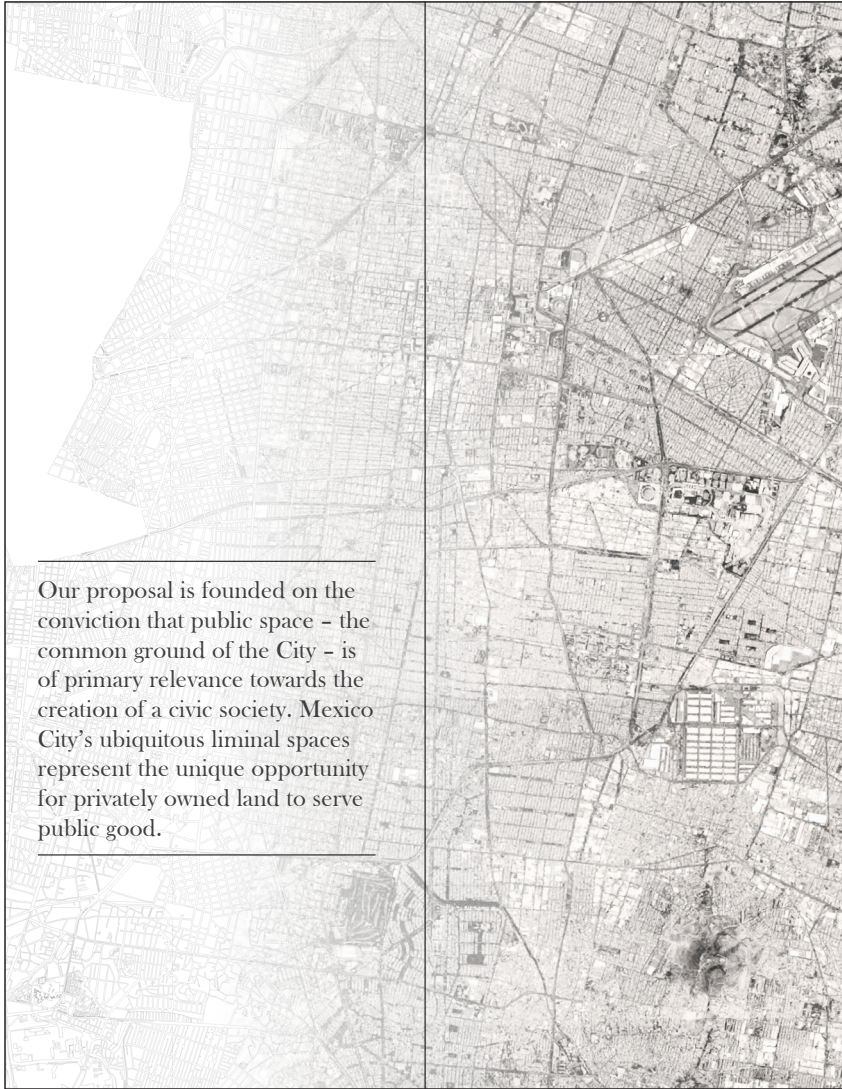 Our proposal is founded on the
conviction that public space – the
common ground of the City – is
of primary relevance towards the
creation of a civic society. Mexico
City's ubiquitous liminal spaces
represent the unique opportunity
for privately owned land to serve
public good.